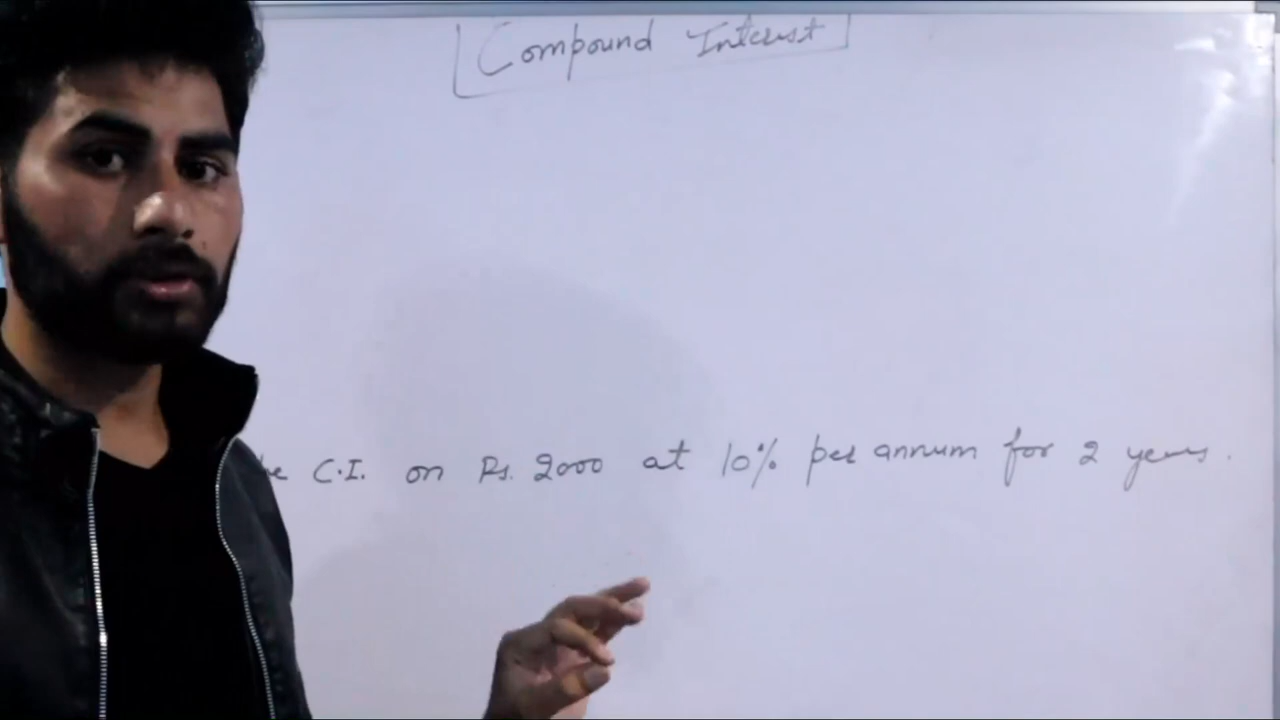 Compound Interest
C.I. on Rs. 2000 at 10% per annum for 2 years.